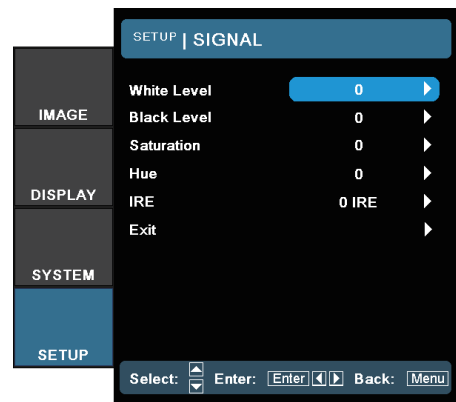 SETUP | SIGNAL
IMAGE
DISPLAY
SYSTEM
SETUP
White Level 0
Black Level 0
Saturation 0
Hue 0
IRE 0 IRE
Exit
Select: Enter: Enter Back: Menu